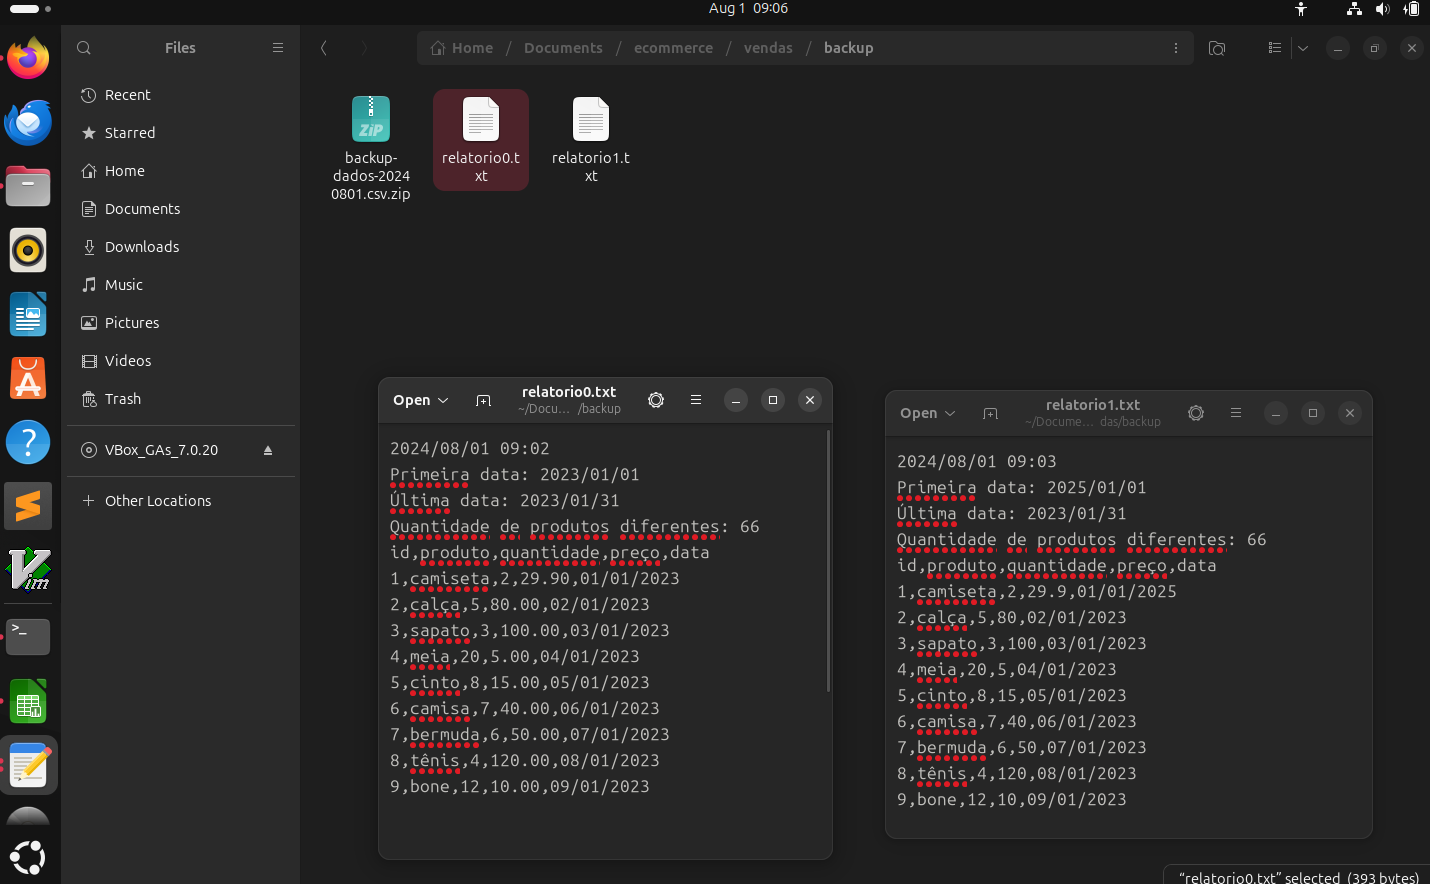 Aug 1 09:06
Files
Home / Documents / ecommerce / vendas / backup
Recent
Starred
Home
Documents
Downloads
Music
Pictures
Videos
Trash
VBox_GAs_7.0.20
Other Locations
ZiP
backup-
dados-2024
0801.csv.zip
relatorio0.t
xt
relatorio1.t
xt
Open
relatorio0.txt
~/Docu… /backup
2024/08/01 09:02
Primeira data: 2023/01/01
Última data: 2023/01/31
Quantidade de produtos diferentes: 66
id,produto,quantidade,preço,data
1,camiseta,2,29.90,01/01/2023
2,calça,5,80.00,02/01/2023
3,sapato,3,100.00,03/01/2023
4,meia,20,5.00,04/01/2023
5,cinto,8,15.00,05/01/2023
6,camisa,7,40.00,06/01/2023
7,bermuda,6,50.00,07/01/2023
8,tênis,4,120.00,08/01/2023
9,bone,12,10.00,09/01/2023
Open
relatorio1.txt
~/Docume… das/backup
2024/08/01 09:03
Primeira data: 2025/01/01
Última data: 2023/01/31
Quantidade de produtos diferentes: 66
id,produto,quantidade,preço,data
1,camiseta,2,29.9,01/01/2025
2,calça,5,80,02/01/2023
3,sapato,3,100,03/01/2023
4,meia,20,5,04/01/2023
5,cinto,8,15,05/01/2023
6,camisa,7,40,06/01/2023
7,bermuda,6,50,07/01/2023
8,tênis,4,120,08/01/2023
9,bone,12,10,09/01/2023
Vim
>_
“relatorio0.txt” selected (393 bytes)